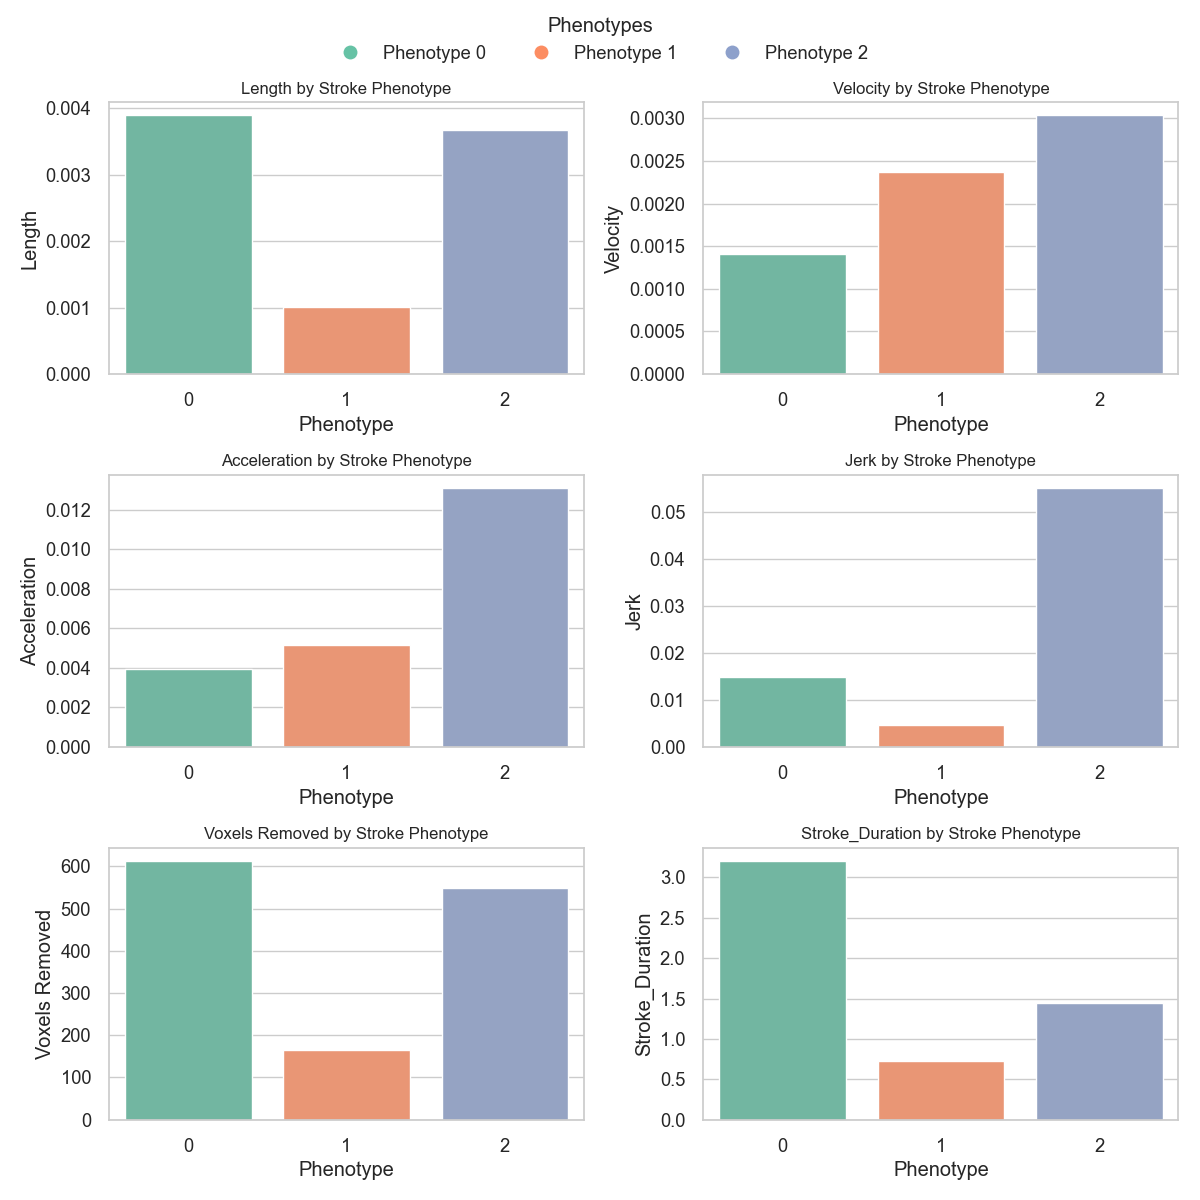 Phenotypes
Phenotype 0 Phenotype 1 Phenotype 2
Length by Stroke Phenotype
Length
0.004
0.003
0.002
0.001
0.000
0 1 2
Phenotype
Velocity by Stroke Phenotype
Velocity
0.0030
0.0025
0.0020
0.0015
0.0010
0.0005
0.0000
0 1 2
Phenotype
Acceleration by Stroke Phenotype
Acceleration
0.012
0.010
0.008
0.006
0.004
0.002
0.000
0 1 2
Phenotype
Jerk by Stroke Phenotype
Jerk
0.05
0.04
0.03
0.02
0.01
0.00
0 1 2
Phenotype
Voxels Removed by Stroke Phenotype
Voxels Removed
600
500
400
300
200
100
0
0 1 2
Phenotype
Stroke_Duration by Stroke Phenotype
Stroke_Duration
3.0
2.5
2.0
1.5
1.0
0.5
0.0
0 1 2
Phenotype